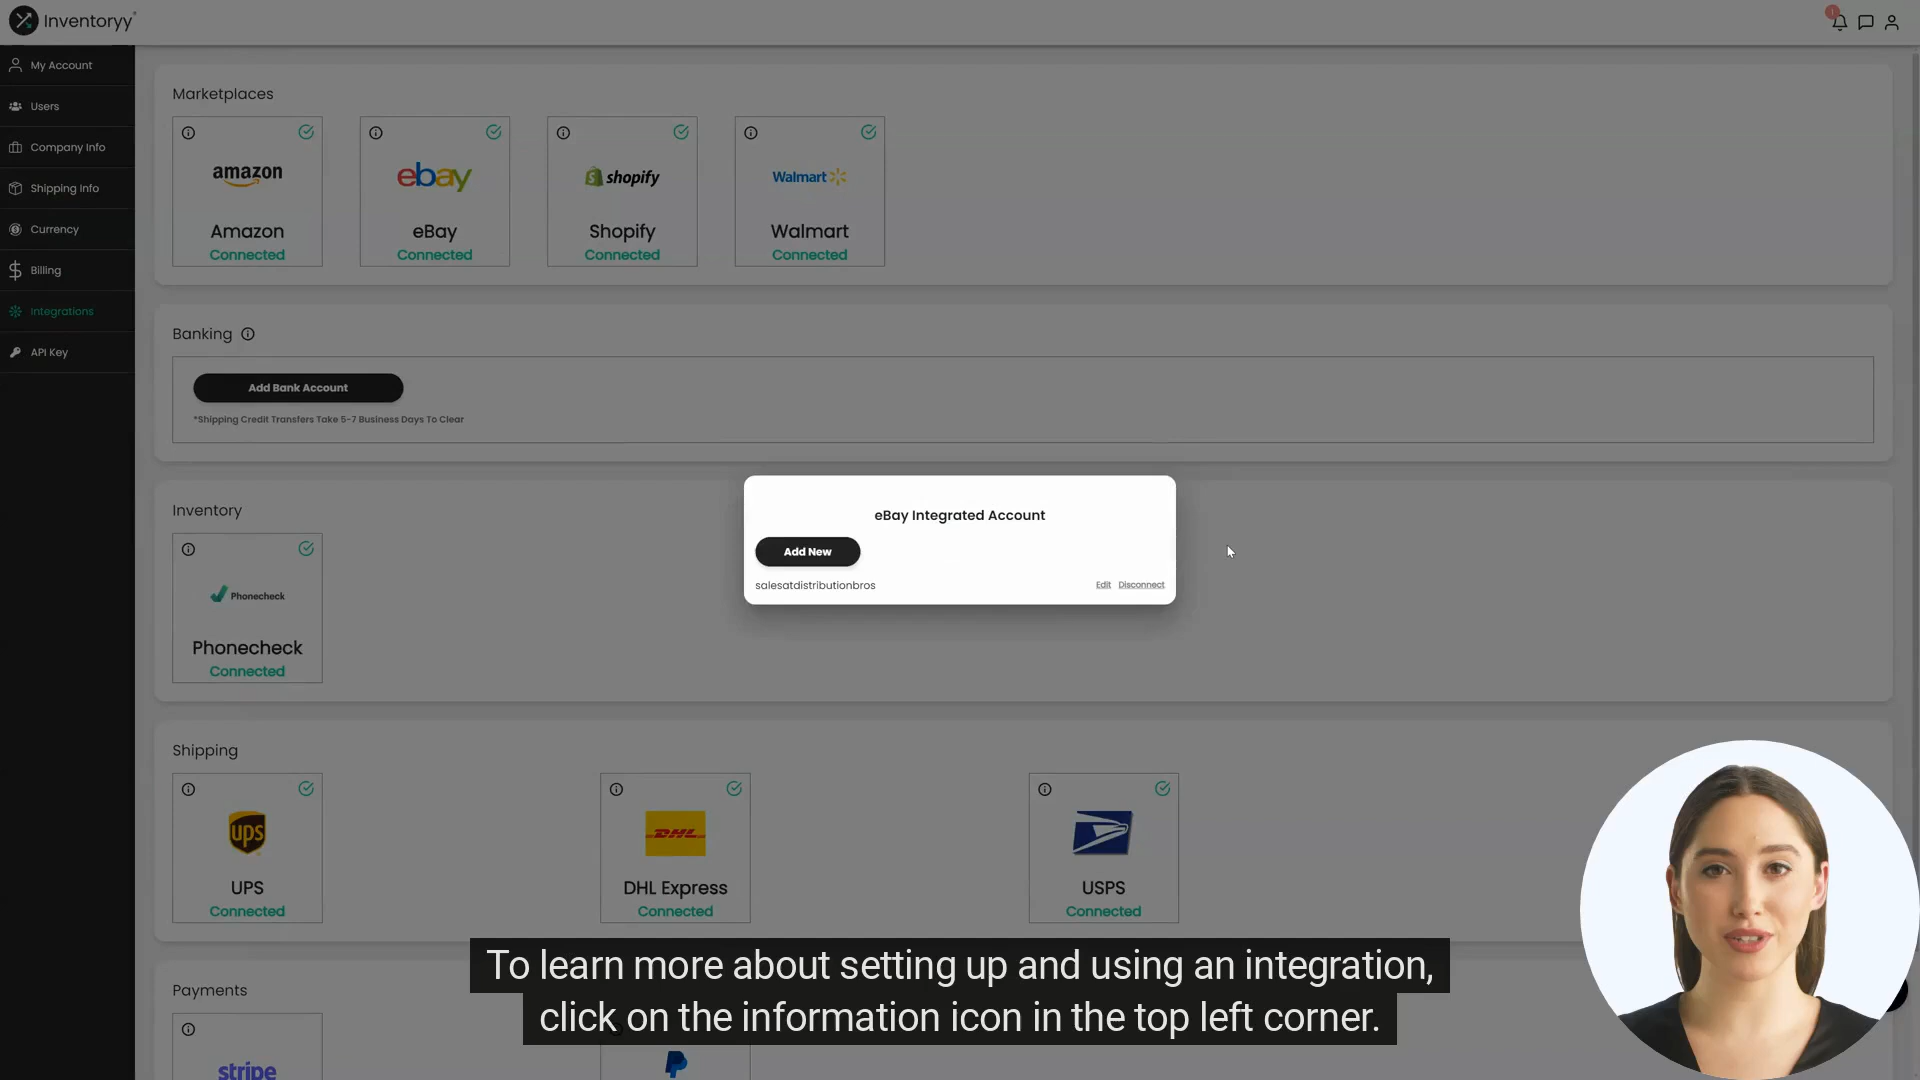 Inventoryy
1
My Account
Users
Company Info
Shipping Info
Currency
Billing
Integrations
API Key
Marketplaces
amazon
Amazon
Connected
ebay
eBay
Connected
shopify
Shopify
Connected
Walmart
Walmart
Connected
Banking
Add Bank Account
*Shipping Credit Transfers Take 5-7 Business Days To Clear
eBay Integrated Account
Add New
salesatdistributionbros
Edit Disconnect
Inventory
Phonecheck
Phonecheck
Connected
Shipping
ups
UPS
Connected
DHL
DHL Express
Connected
USPS
Connected
Payments
stripe
To learn more about setting up and using an integration,
click on the information icon in the top left corner.